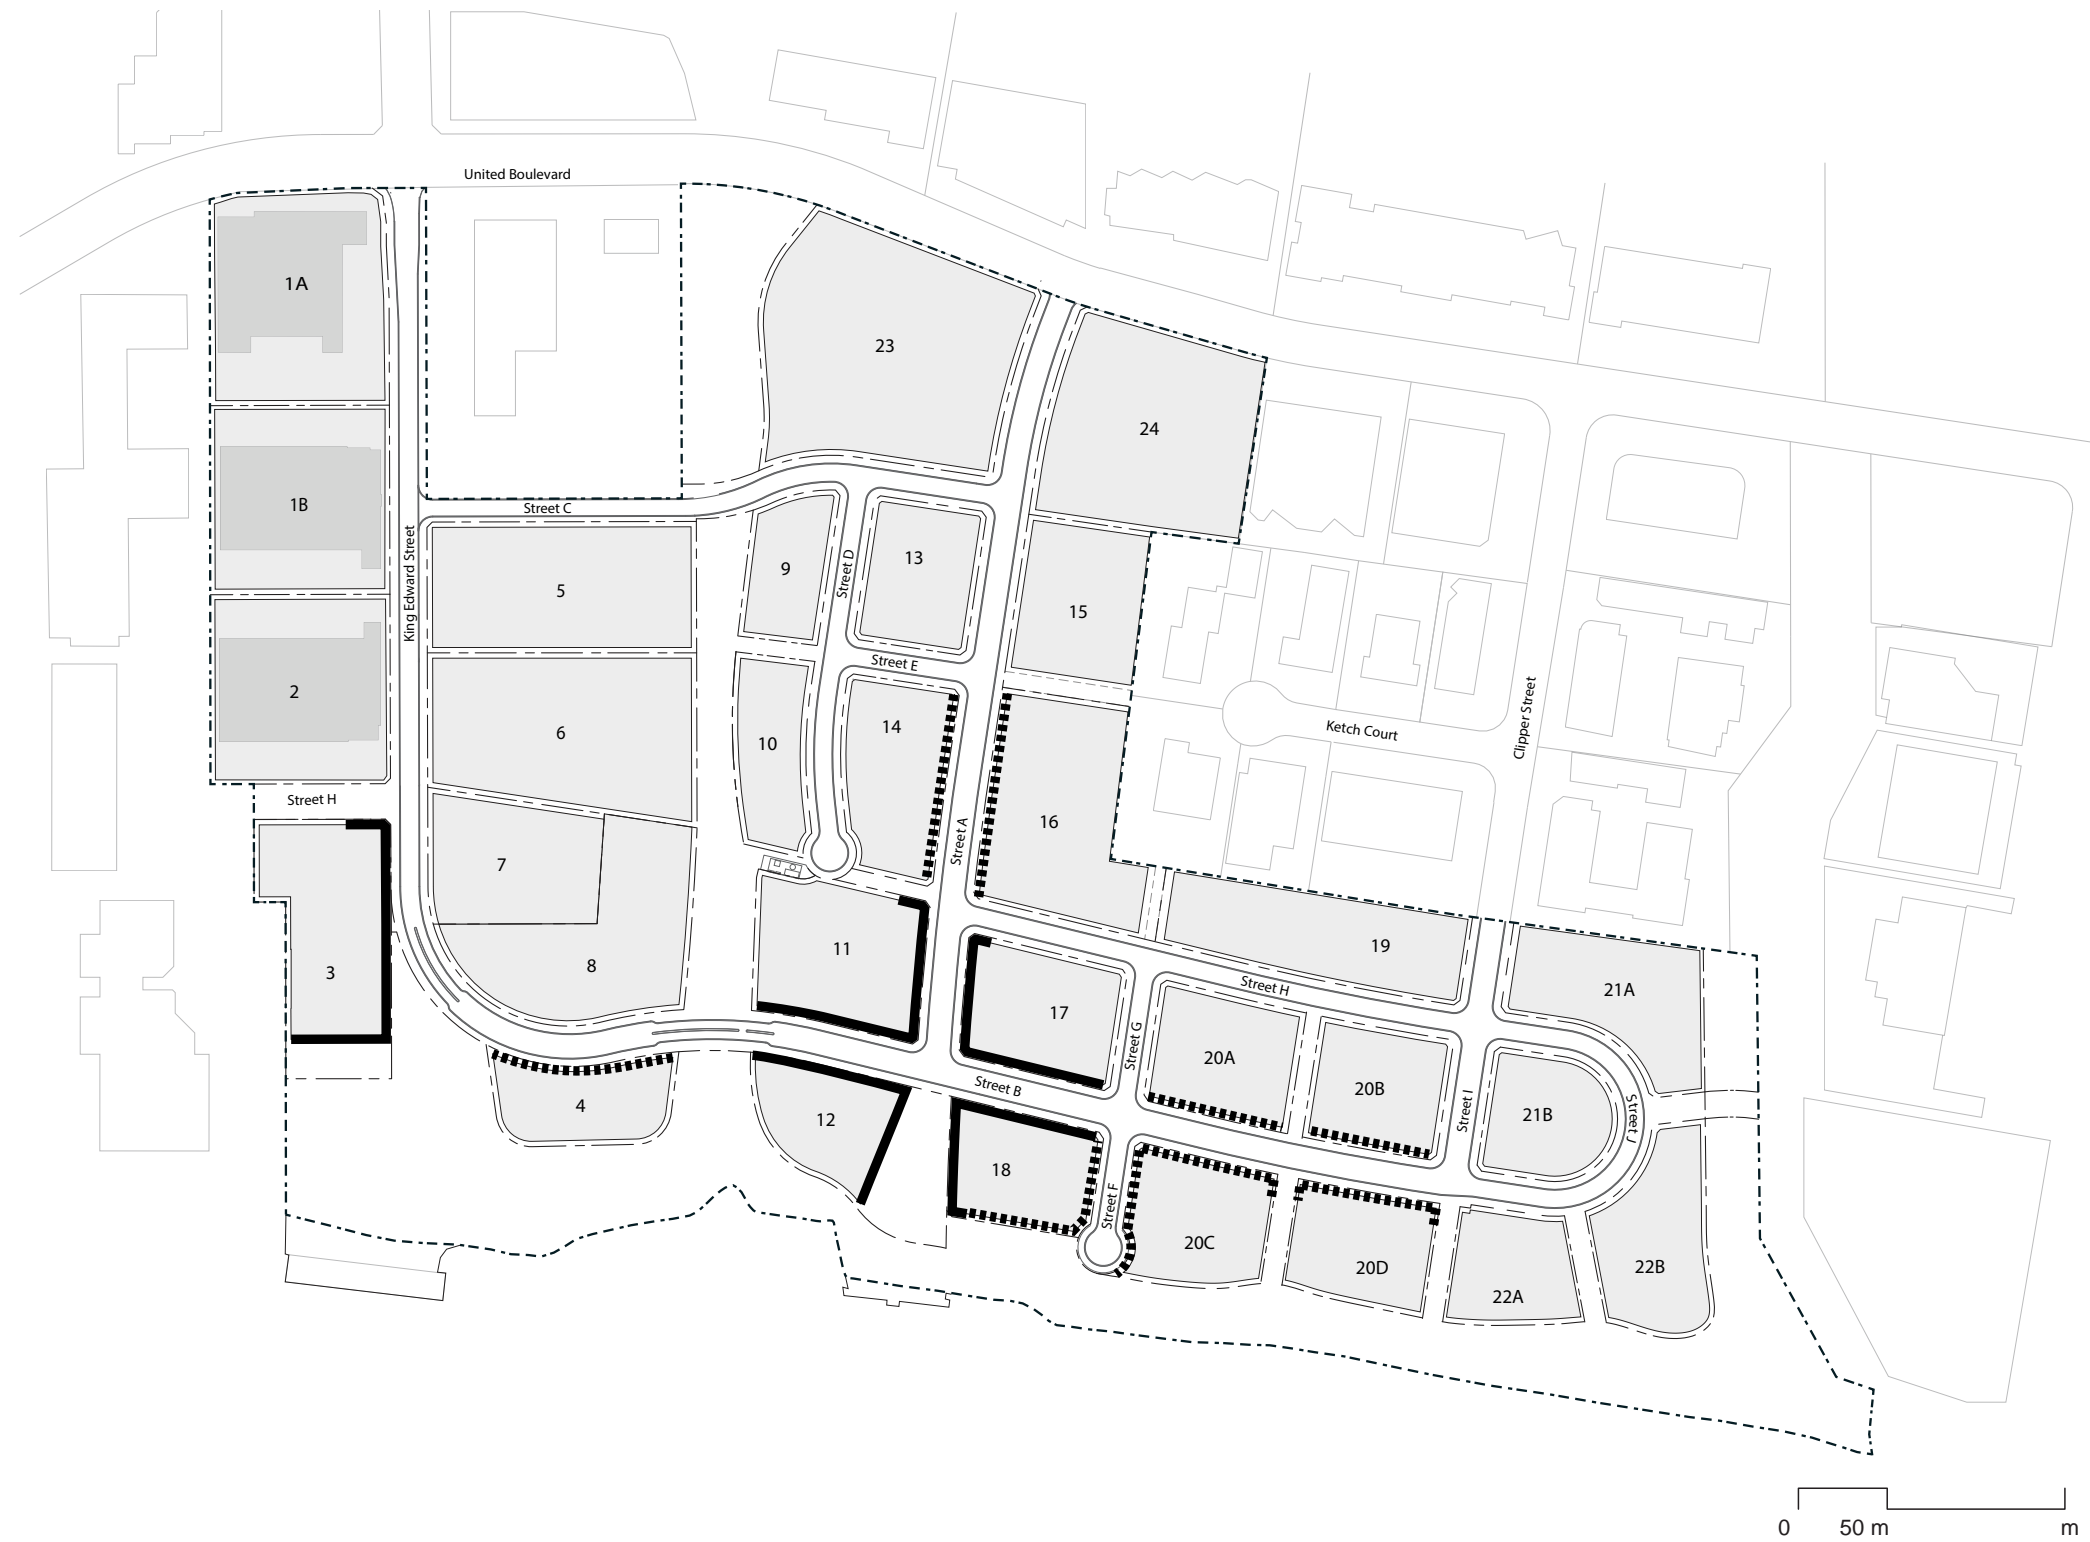 United Boulevard
1A
23
24
1B
Street C
King Edward Street
9
Street D
13
5
15
Street E
2
14
6
10
Ketch Court
Clipper Street
Street H
16
Street A
7
11
19
8
3
Street H
21A
17
Street G
20A
20B
Street B
Street I
21B
Street J
4
12
18
Street F
20C
20D
22A
22B
0 50 m m